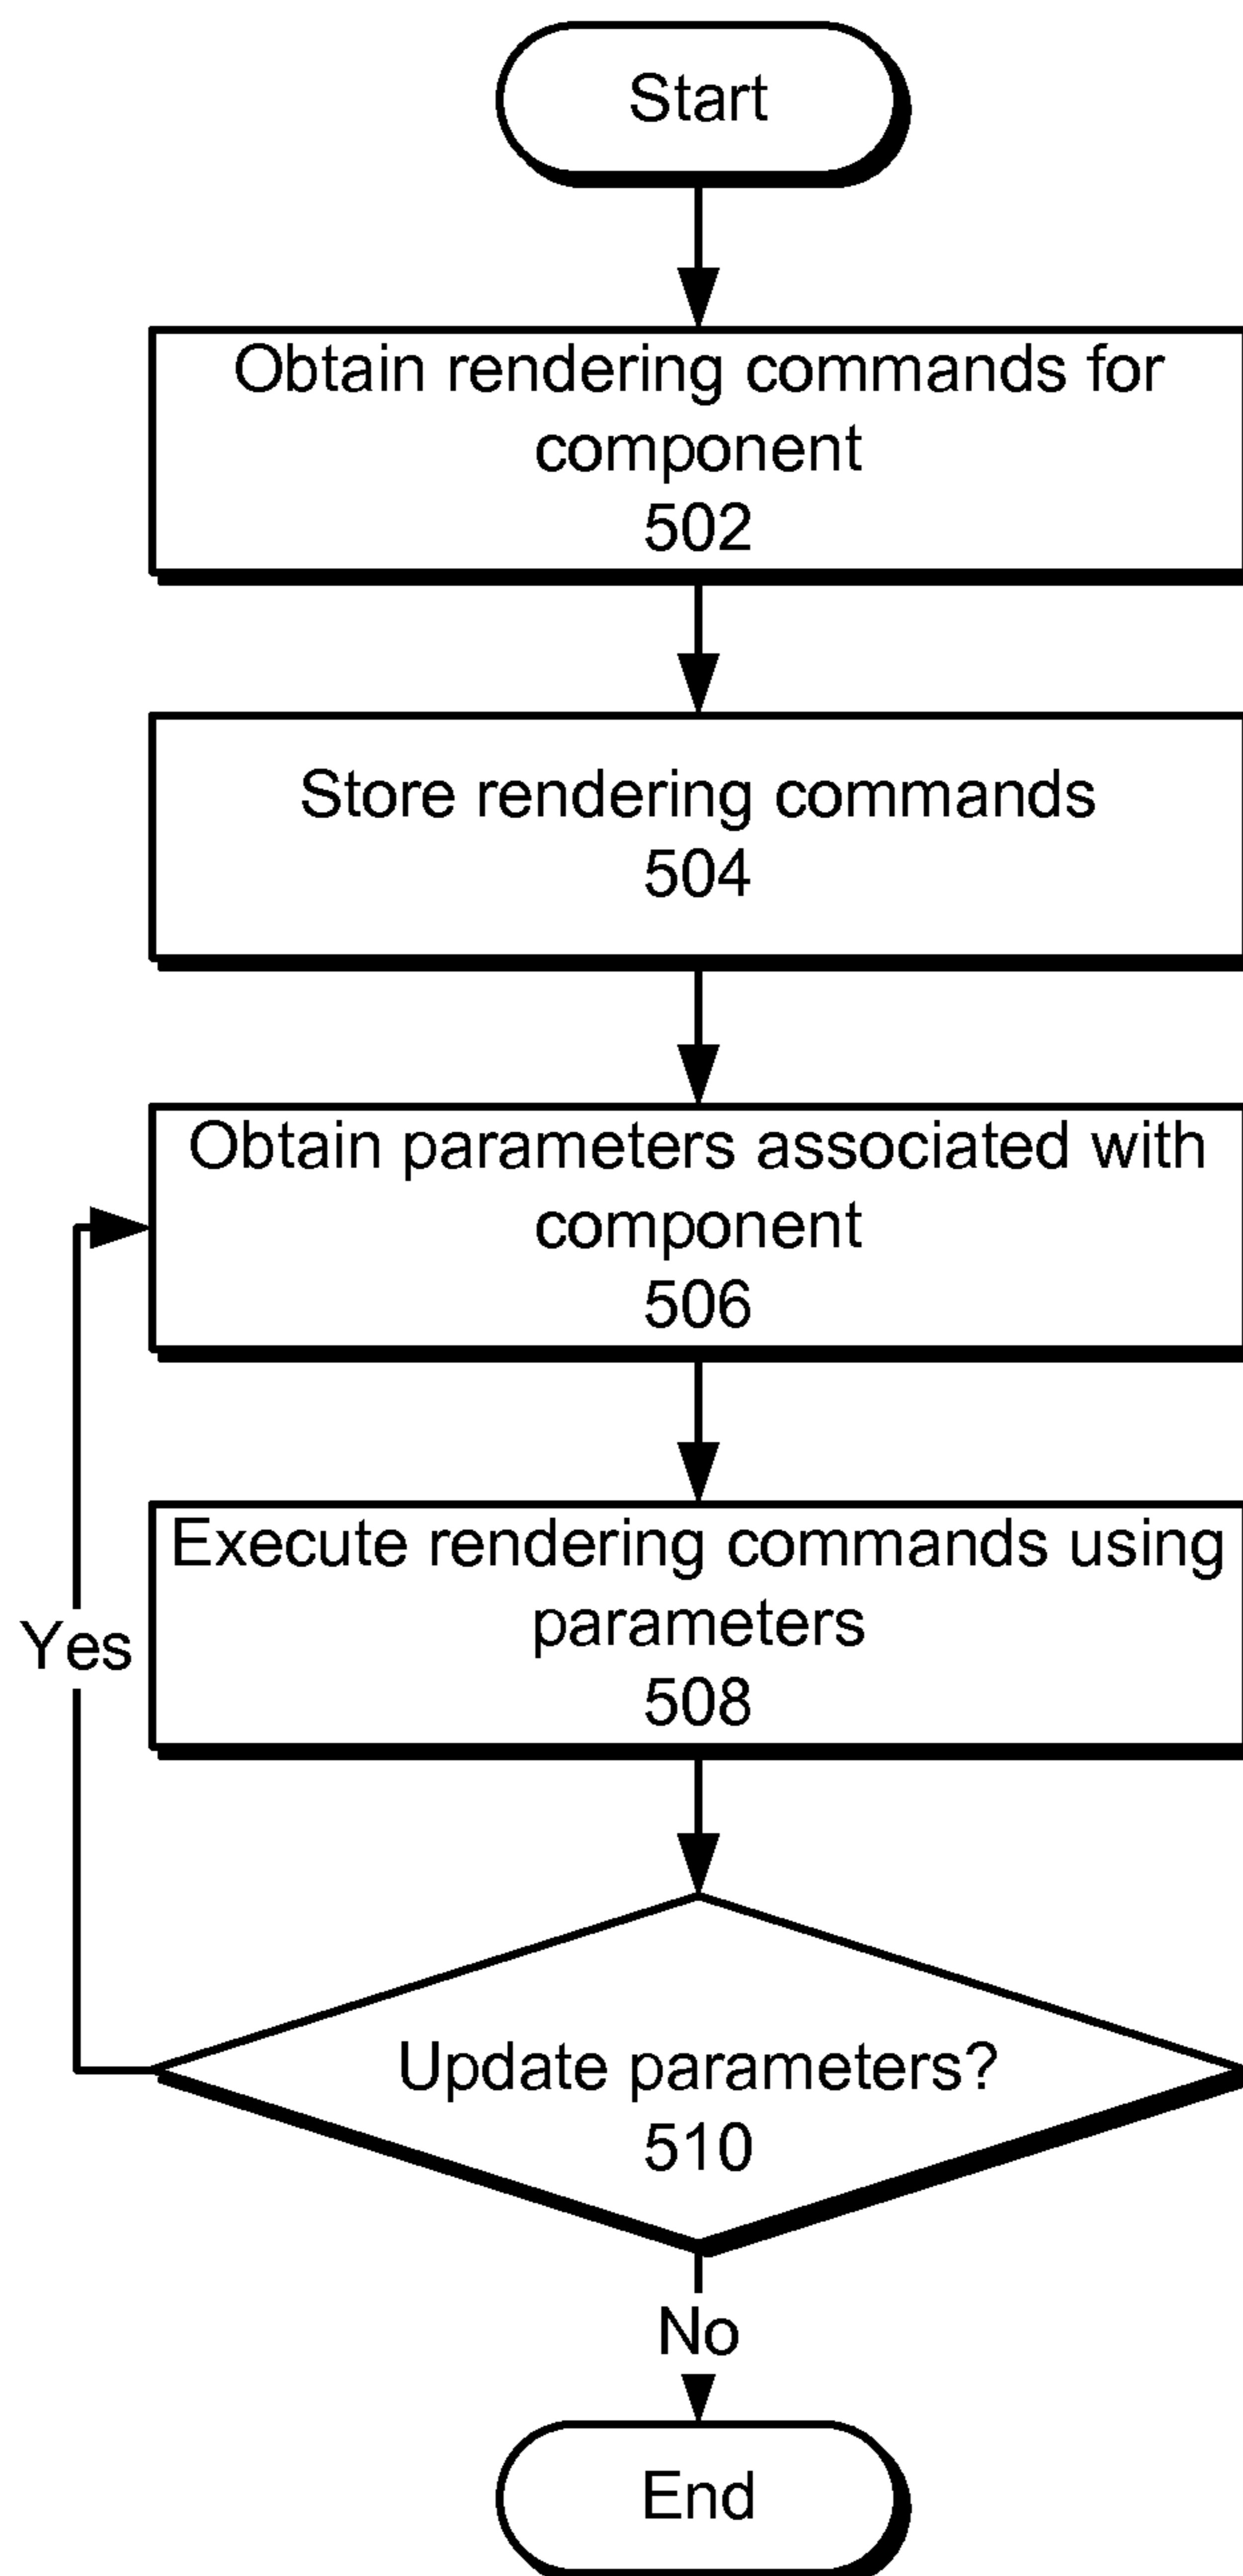 Start
Obtain rendering commands for
component
502
Store rendering commands
504
Obtain parameters associated with
component
506
Execute rendering commands using
parameters
508
Yes
Update parameters?
510
No
End